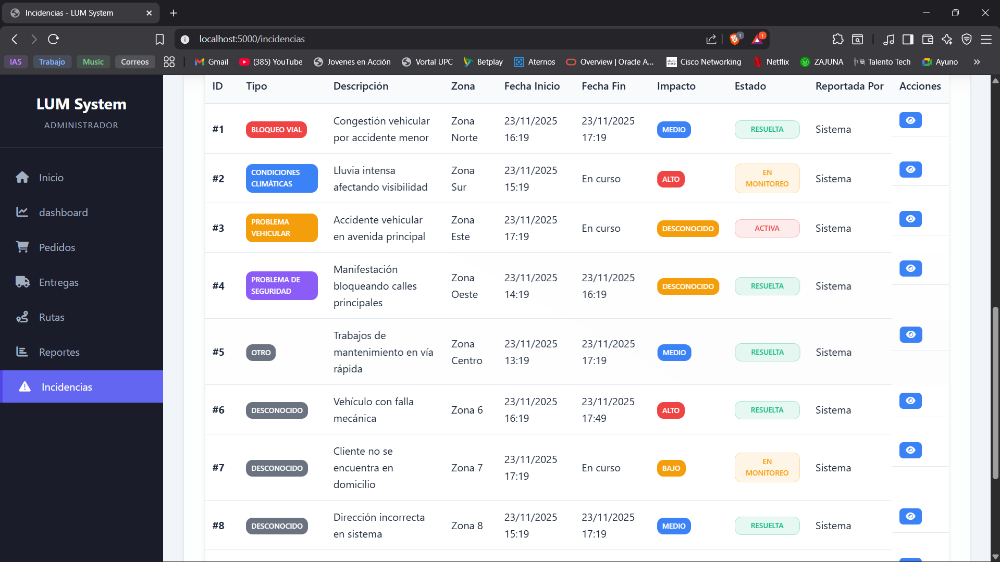 Incidencias - LUM System
localhost:5000/incidencias
1
1
IAS
Trabajo
Music
Correos
Gmail
(385) YouTube
Jovenes en Acción
Vortal UPC
Betplay
Aternos
Overview | Oracle A...
Cisco Networking
Netflix
ZAJUNA
Talento Tech
Ayuno
LUM System
ADMINISTRADOR
Inicio
dashboard
Pedidos
Entregas
Rutas
Reportes
Incidencias
ID Tipo Descripción Zona Fecha Inicio Fecha Fin Impacto Estado Reportada Por Acciones
#1
BLOQUEO VIAL
Congestión vehicular
por accidente menor
Zona
Norte
23/11/2025
16:19
23/11/2025
17:19
MEDIO
RESUELTA
Sistema
#2
CONDICIONES
CLIMÁTICAS
Lluvia intensa
afectando visibilidad
Zona
Sur
23/11/2025
15:19
En curso
ALTO
EN
MONITOREO
Sistema
#3
PROBLEMA
VEHICULAR
Accidente vehicular
en avenida principal
Zona
Este
23/11/2025
17:19
En curso
DESCONOCIDO
ACTIVA
Sistema
#4
PROBLEMA DE
SEGURIDAD
Manifestación
bloqueando calles
principales
Zona
Oeste
23/11/2025
14:19
23/11/2025
16:19
DESCONOCIDO
RESUELTA
Sistema
#5
OTRO
Trabajos de
mantenimiento en vía
rápida
Zona
Centro
23/11/2025
13:19
23/11/2025
17:19
MEDIO
RESUELTA
Sistema
#6
DESCONOCIDO
Vehículo con falla
mecánica
Zona 6
23/11/2025
16:19
23/11/2025
17:49
ALTO
RESUELTA
Sistema
#7
DESCONOCIDO
Cliente no se
encuentra en
domicilio
Zona 7
23/11/2025
17:19
En curso
BAJO
EN
MONITOREO
Sistema
#8
DESCONOCIDO
Dirección incorrecta
en sistema
Zona 8
23/11/2025
15:19
23/11/2025
17:19
MEDIO
RESUELTA
Sistema